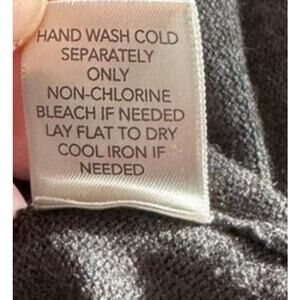 HAND WASH COLD
SEPARATELY
ONLY
NON-CHLORINE
BLEACH IF NEEDED
LAY FLAT TO DRY
COOL IRON IF
NEEDED